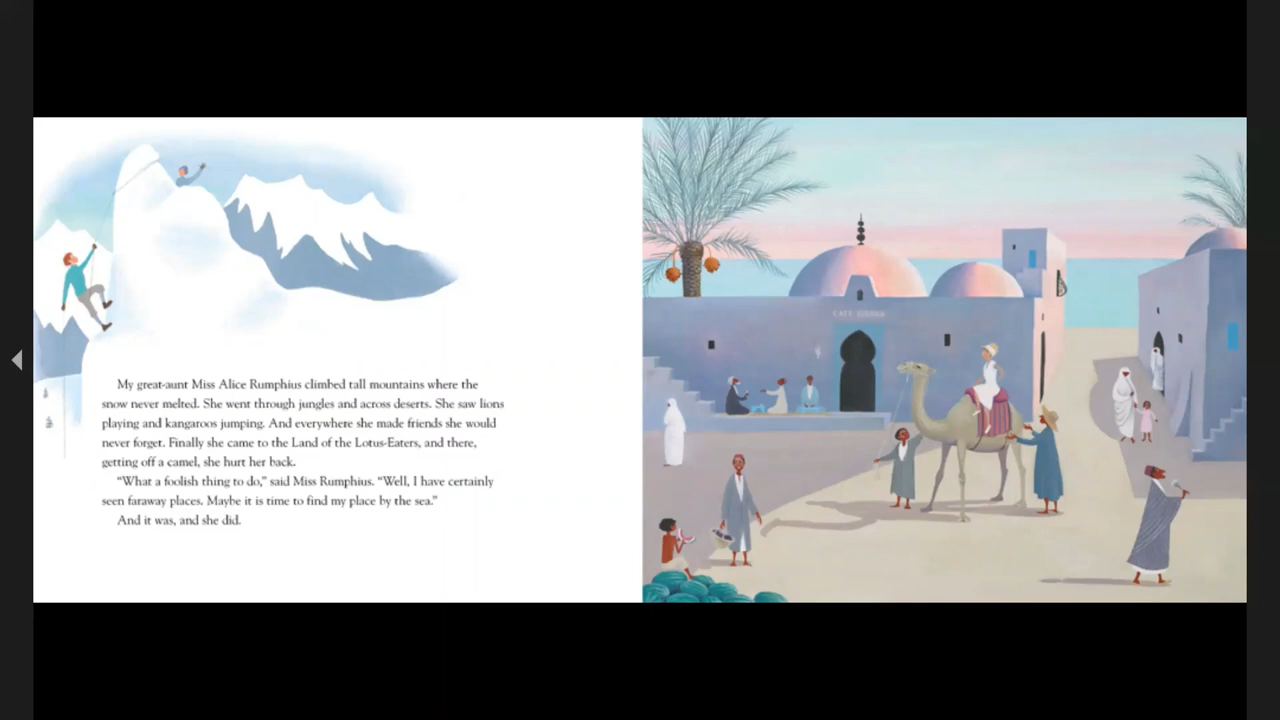 My great-aunt Miss Alice Rumphius climbed tall mountains where the
snow never melted. She went through jungles and across deserts. She saw lions
playing and kangaroos jumping. And everywhere she made friends she would
never forget. Finally she came to the Land of the Lotus-Eaters, and there,
getting off a camel, she hurt her back.
“What a foolish thing to do,” said Miss Rumphius. “Well, I have certainly
seen faraway places. Maybe it is time to find my place by the sea.”
And it was, and she did.